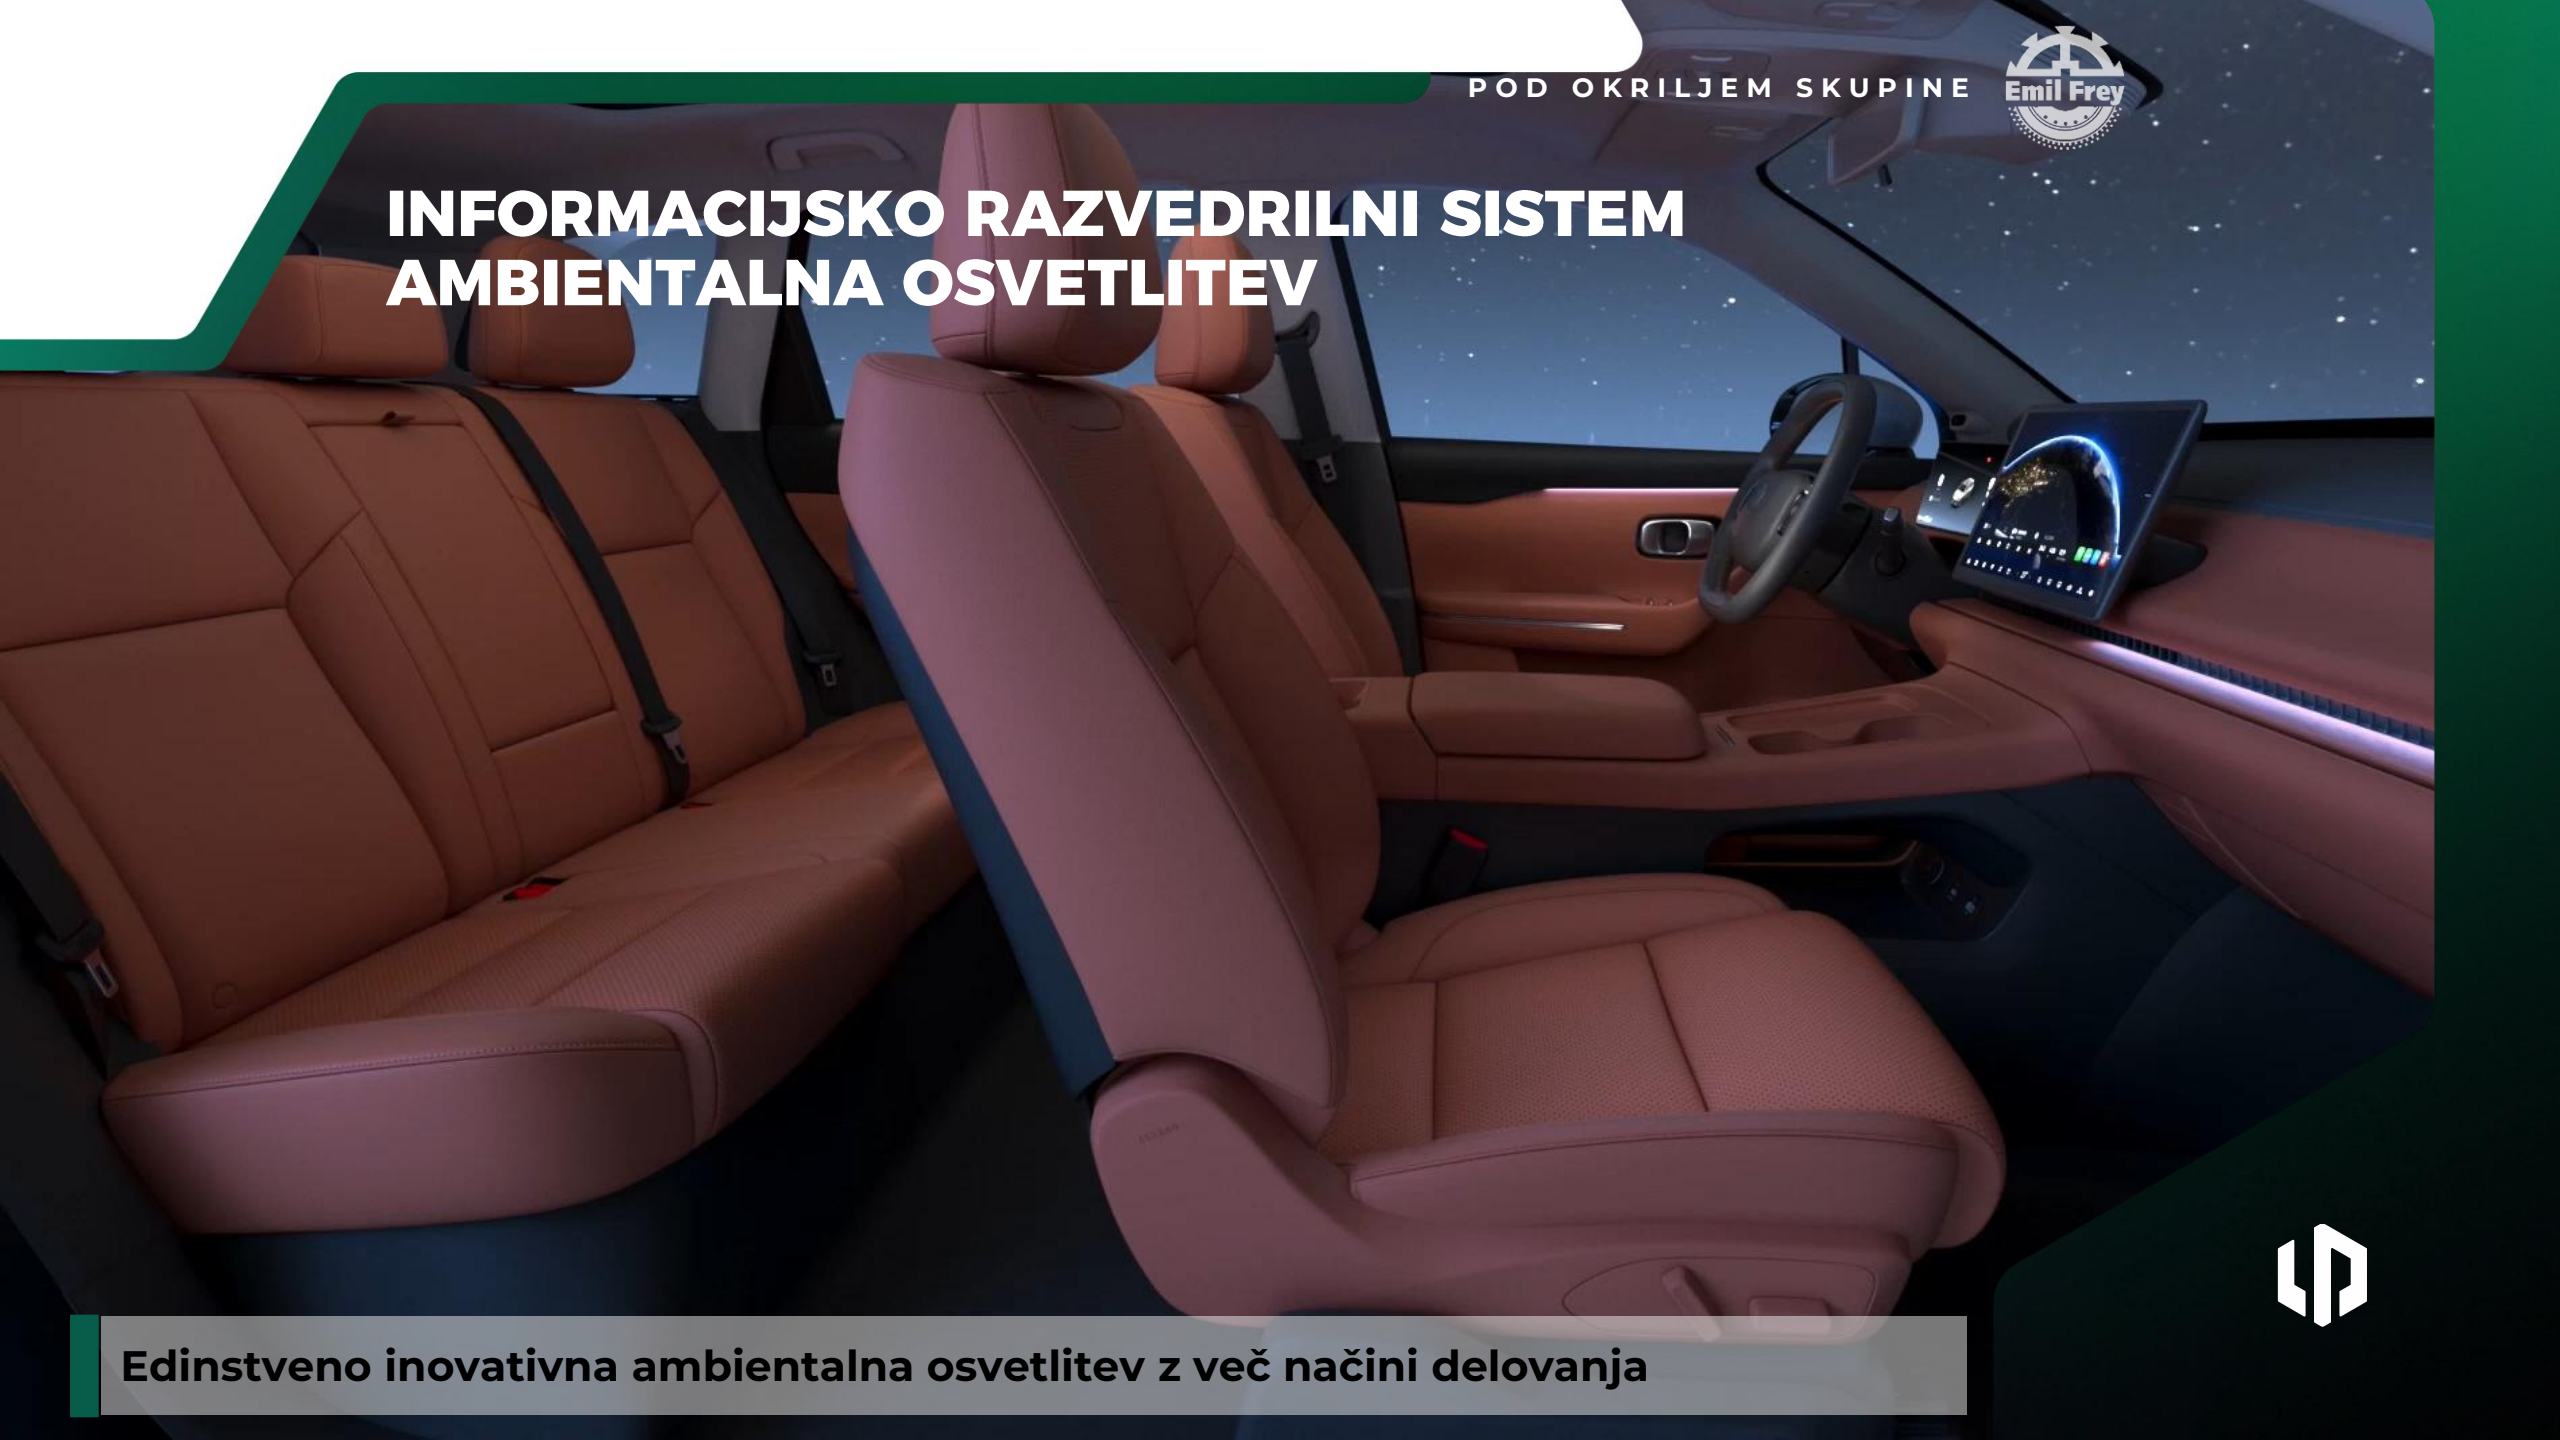 POD OKRILJEM SKUPINE
Emil Frey
INFORMACIJSKO RAZVEDRILNI SISTEM
AMBIENTALNA OSVETLITEV
Edinstveno inovativna ambientalna osvetlitev z več načini delovanja